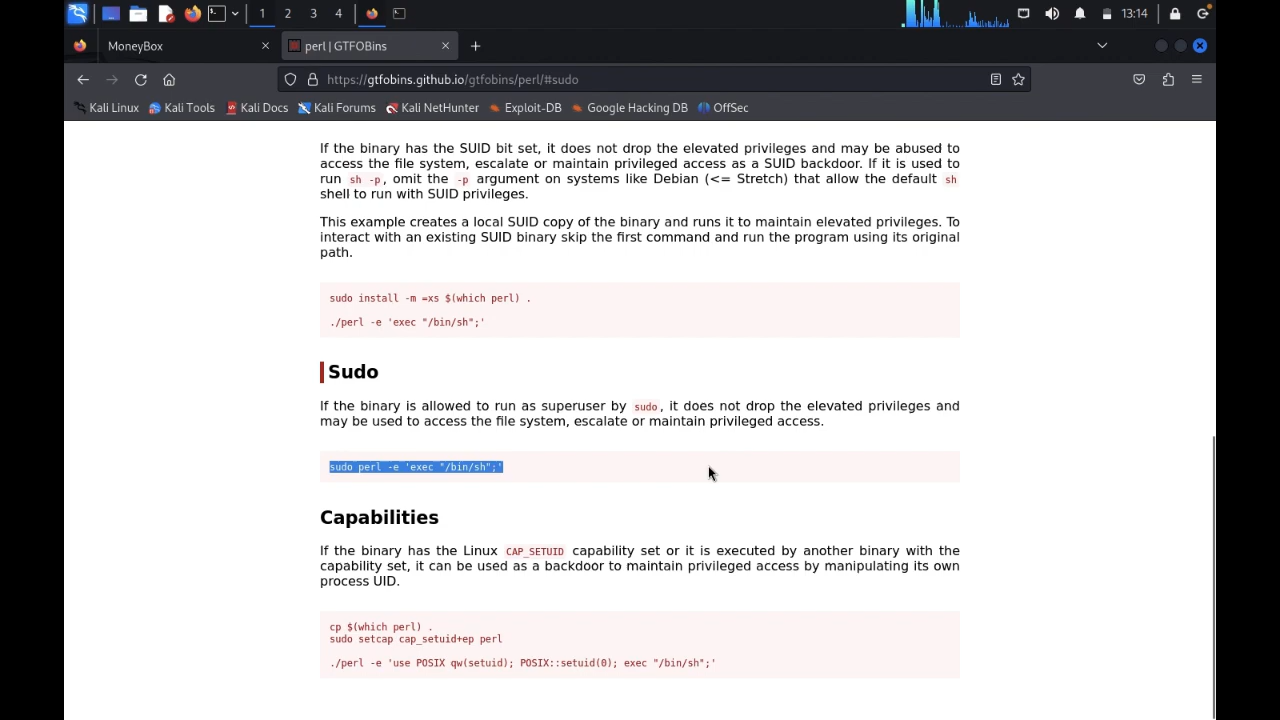 1 2 3 4 13:14
MoneyBox perl | GTFOBins
https://gtfobins.github.io/gtfobins/perl/#sudo
Kali Linux Kali Tools Kali Docs Kali Forums Kali NetHunter Exploit-DB Google Hacking DB OffSec
If the binary has the SUID bit set, it does not drop the elevated privileges and may be abused to
access the file system, escalate or maintain privileged access as a SUID backdoor. If it is used to
run sh -p, omit the -p argument on systems like Debian (<= Stretch) that allow the default sh
shell to run with SUID privileges.
This example creates a local SUID copy of the binary and runs it to maintain elevated privileges. To
interact with an existing SUID binary skip the first command and run the program using its original
path.
sudo install -m =xs $(which perl) .
./perl -e 'exec "/bin/sh";'
Sudo
If the binary is allowed to run as superuser by sudo, it does not drop the elevated privileges and
may be used to access the file system, escalate or maintain privileged access.
sudo perl -e 'exec "/bin/sh";'
Capabilities
If the binary has the Linux CAP_SETUID capability set or it is executed by another binary with the
capability set, it can be used as a backdoor to maintain privileged access by manipulating its own
process UID.
cp $(which perl) .
sudo setcap cap_setuid+ep perl
./perl -e 'use POSIX qw(setuid); POSIX::setuid(0); exec "/bin/sh";'